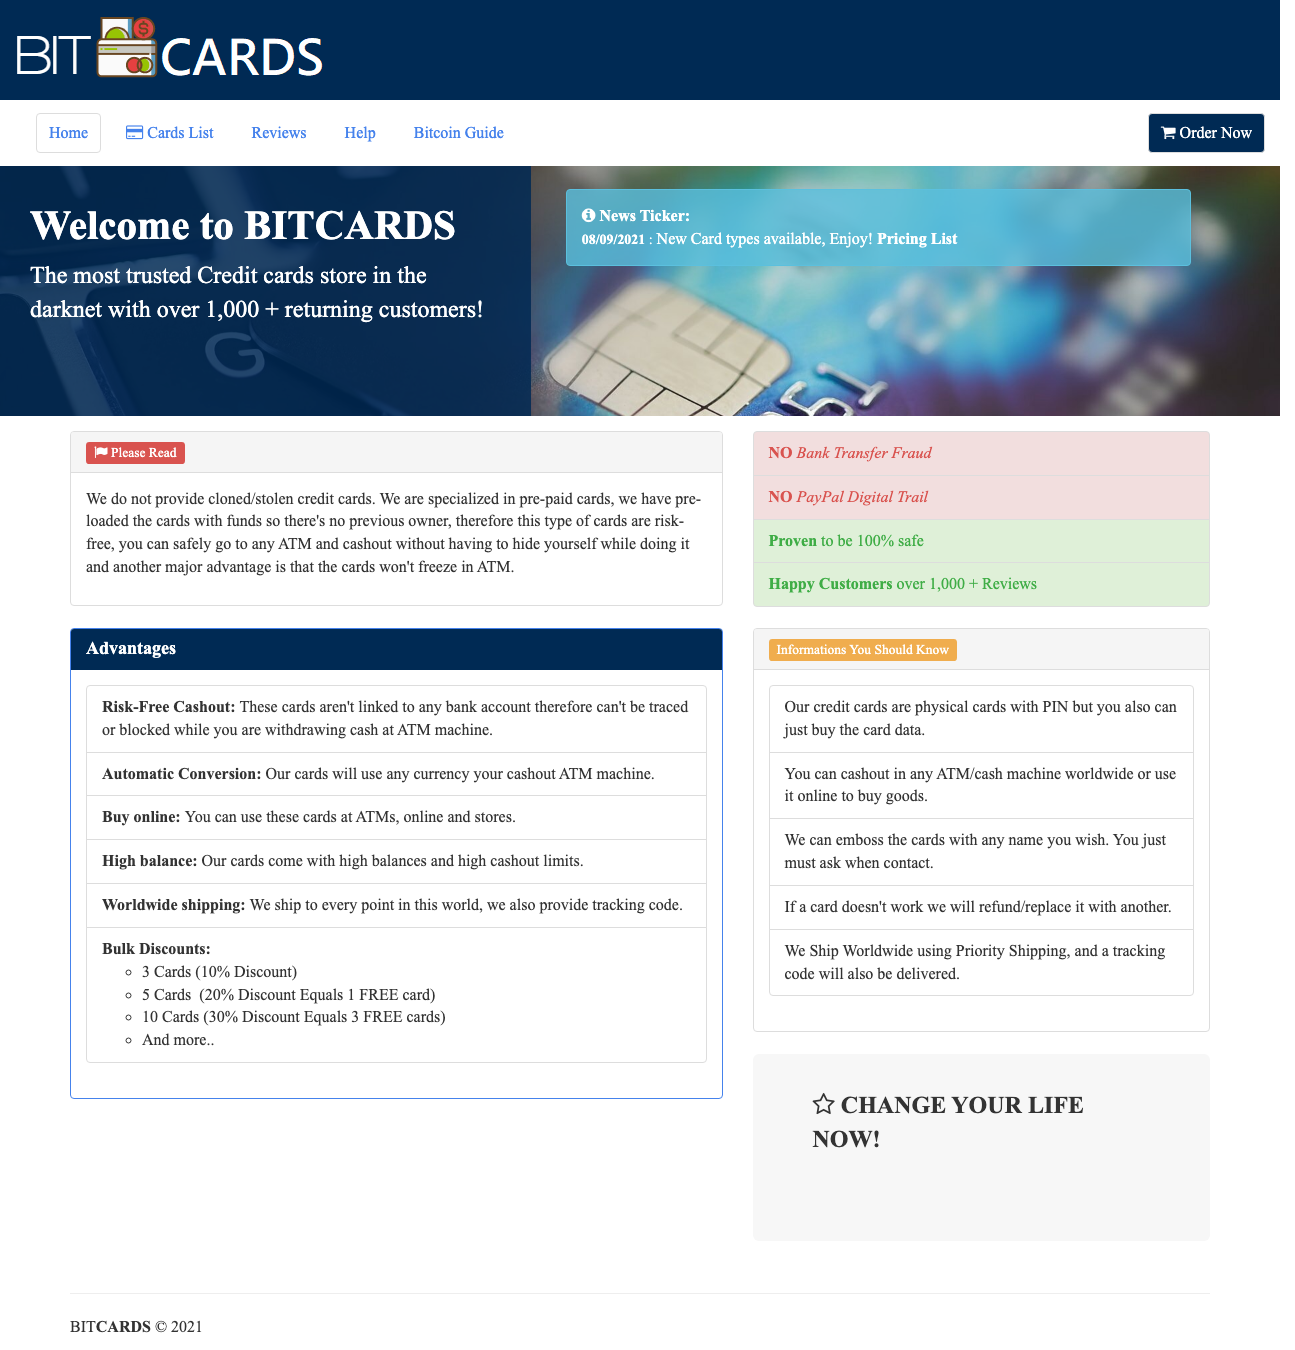 BIT CARDS
Home
Cards List
Reviews
Help
Bitcoin Guide
Order Now
Welcome to BITCARDS
The most trusted Credit cards store in the
darknet with over 1,000 + returning customers!
News Ticker:
08/09/2021 : New Card types available, Enjoy! Pricing List
G
Please Read
We do not provide cloned/stolen credit cards. We are specialized in pre-paid cards, we have pre-
loaded the cards with funds so there's no previous owner, therefore this type of cards are risk-
free, you can safely go to any ATM and cashout without having to hide yourself while doing it
and another major advantage is that the cards won't freeze in ATM.
NO Bank Transfer Fraud
NO PayPal Digital Trail
Proven to be 100% safe
Happy Customers over 1,000 + Reviews
Advantages
Risk-Free Cashout: These cards aren't linked to any bank account therefore can't be traced
or blocked while you are withdrawing cash at ATM machine.
Automatic Conversion: Our cards will use any currency your cashout ATM machine.
Buy online: You can use these cards at ATMs, online and stores.
High balance: Our cards come with high balances and high cashout limits.
Worldwide shipping: We ship to every point in this world, we also provide tracking code.
Bulk Discounts:
3 Cards (10% Discount)
5 Cards  (20% Discount Equals 1 FREE card)
10 Cards (30% Discount Equals 3 FREE cards)
And more..
Informations You Should Know
Our credit cards are physical cards with PIN but you also can
just buy the card data.
You can cashout in any ATM/cash machine worldwide or use
it online to buy goods.
We can emboss the cards with any name you wish. You just
must ask when contact.
If a card doesn't work we will refund/replace it with another.
We Ship Worldwide using Priority Shipping, and a tracking
code will also be delivered.
CHANGE YOUR LIFE
NOW!
BITCARDS © 2021